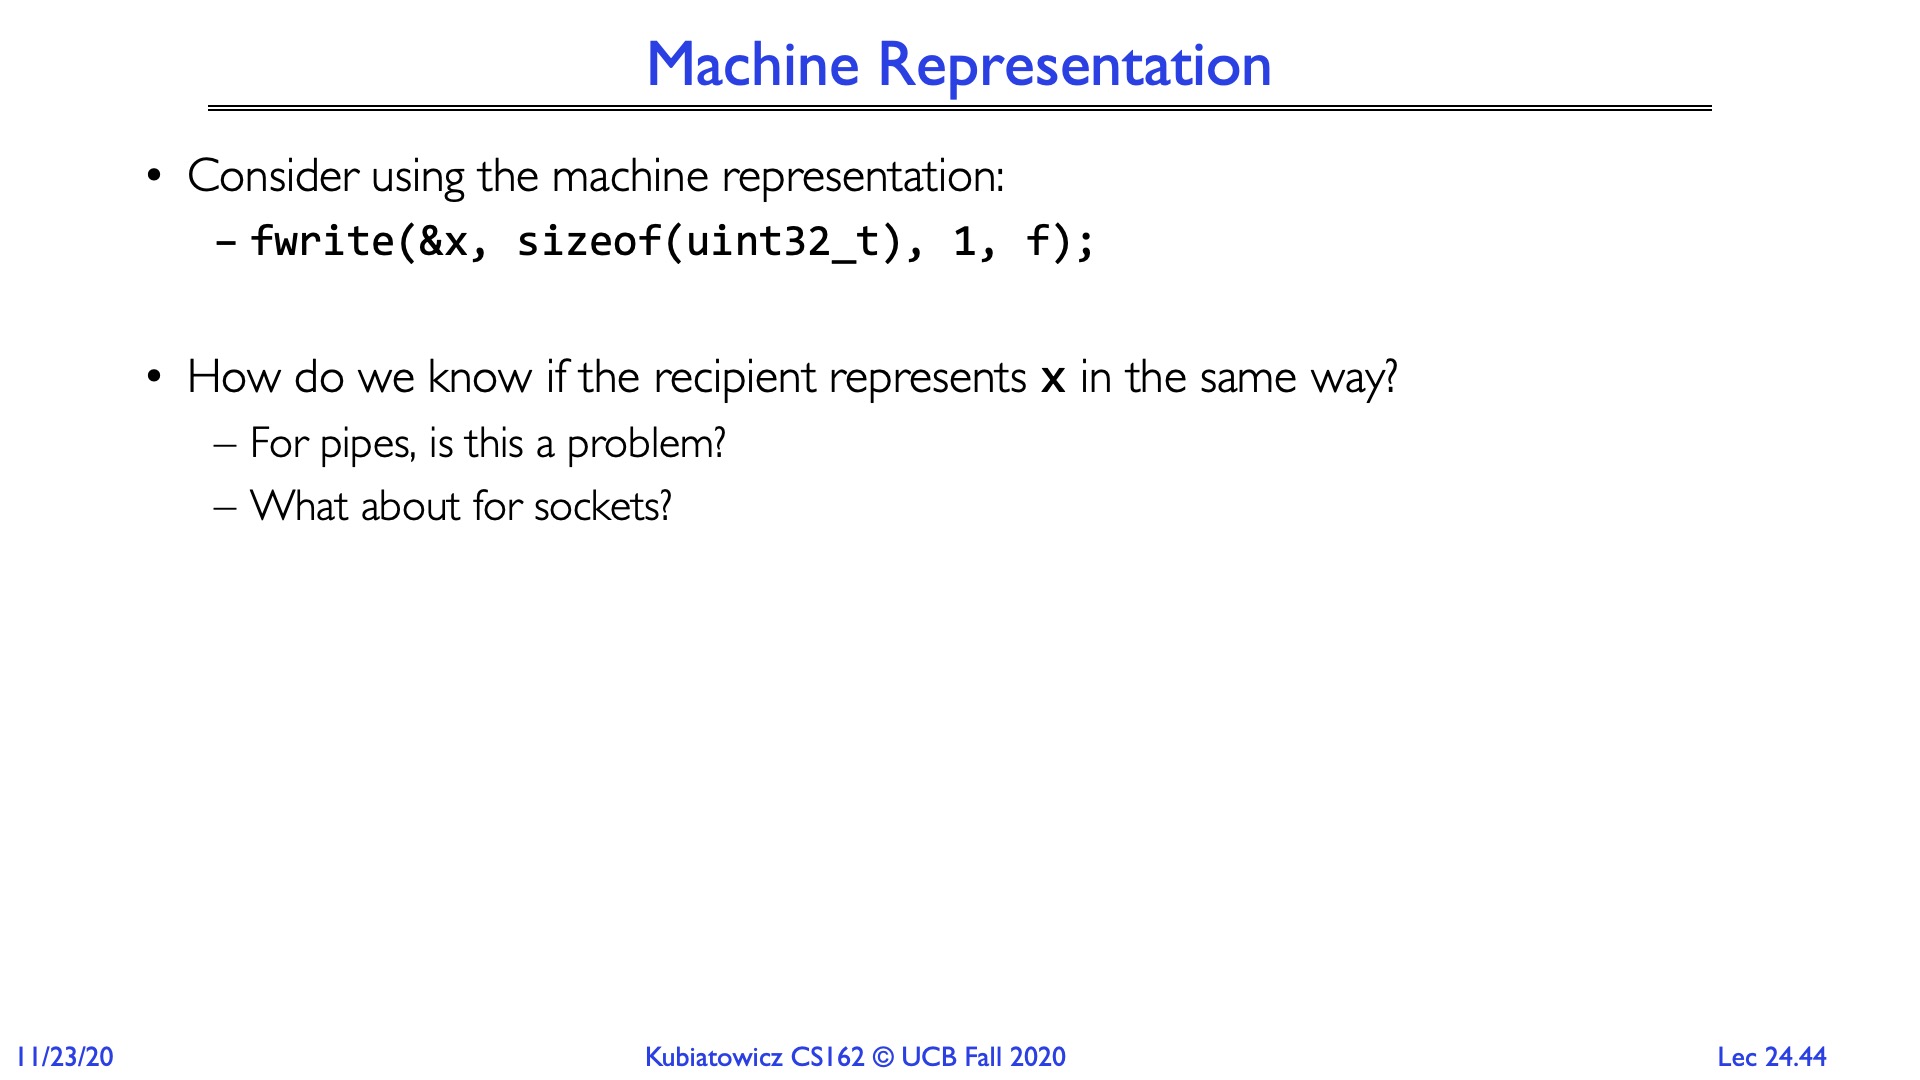 Machine Representation
• Consider using the machine representation:
– fwrite(&x, sizeof(uint32_t), 1, f);
• How do we know if the recipient represents x in the same way?
– For pipes, is this a problem?
– What about for sockets?
11/23/20
Kubiatowicz CS162 © UCB Fall 2020
Lec 24.44